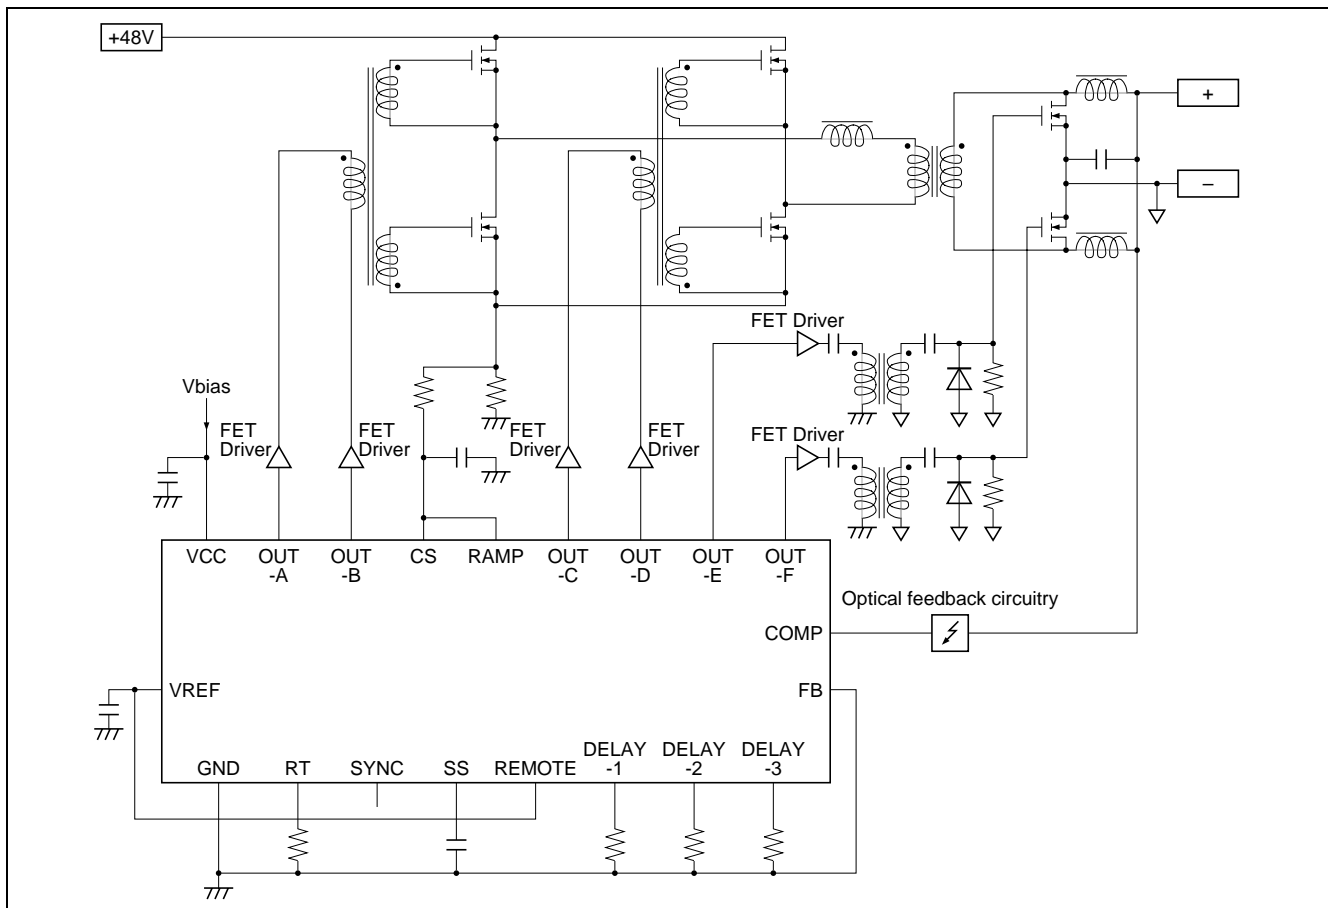 +48V
+
–
FET Driver
Vbias
FET
Driver
FET
Driver
FET
Driver
FET
Driver
FET Driver
VCC
OUT
-A
OUT
-B
CS
RAMP
OUT
-C
OUT
-D
OUT
-E
OUT
-F
Optical feedback circuitry
COMP
VREF
FB
GND
RT
SYNC
SS
REMOTE
DELAY
-1
DELAY
-2
DELAY
-3